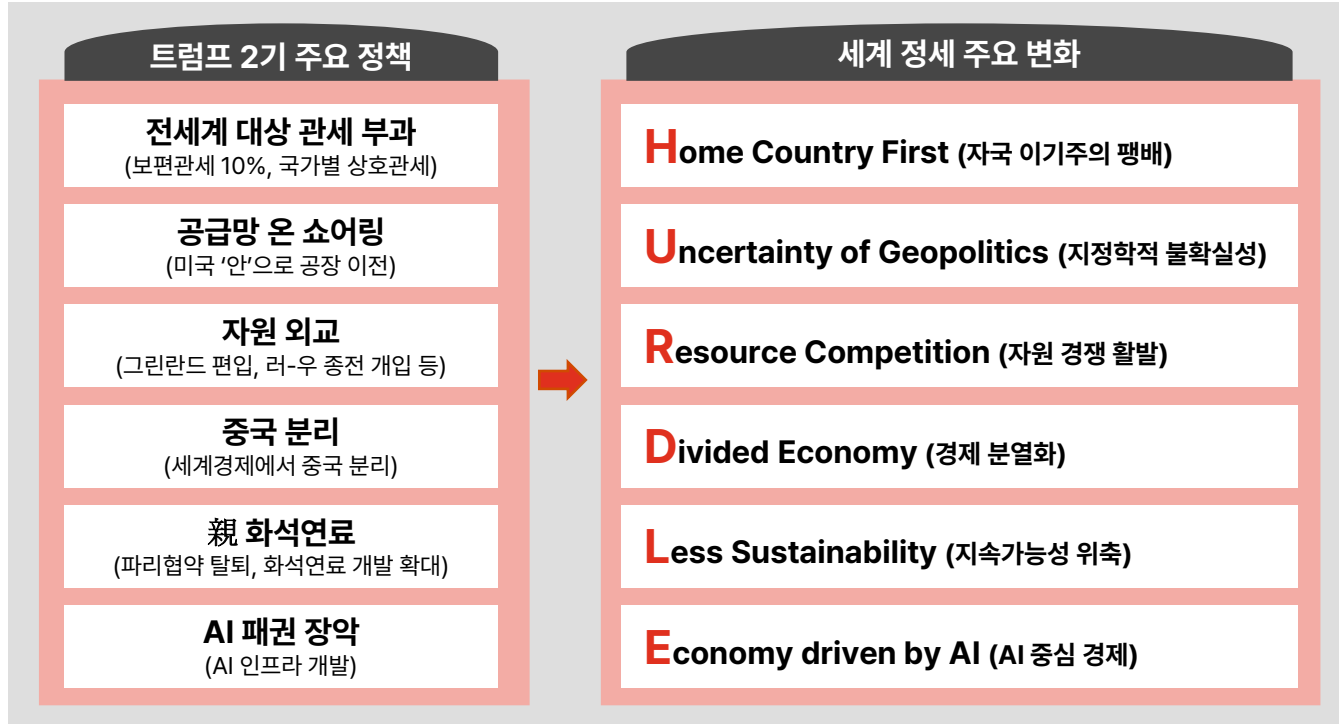 트럼프 2기 주요 정책
전세계 대상 관세 부과
(보편관세 10%, 국가별 상호관세)
공급망 온 쇼어링
(미국 ‘안’으로 공장 이전)
자원 외교
(그린란드 편입, 러-우 종전 개입 등)
중국 분리
(세계경제에서 중국 분리)
親 화석연료
(파리협약 탈퇴, 화석연료 개발 확대)
AI 패권 장악
(AI 인프라 개발)
세계 정세 주요 변화
Home Country First (자국 이기주의 팽배)
Uncertainty of Geopolitics (지정학적 불확실성)
Resource Competition (자원 경쟁 활발)
Divided Economy (경제 분열화)
Less Sustainability (지속가능성 위축)
Economy driven by AI (AI 중심 경제)